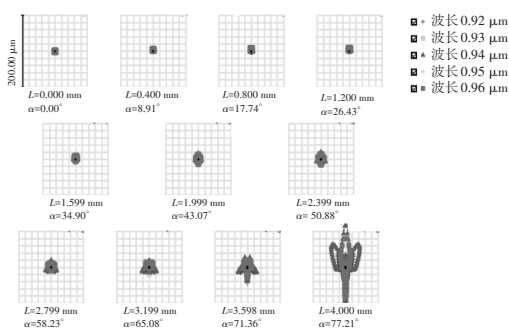 200.00 μm
L=0.000 mm
α=0.00°
L=0.400 mm
α=8.91°
L=0.800 mm
α=17.74°
L=1.200 mm
α=26.43°
+ 波长 0.92 μm
波长 0.93 μm
▲ 波长 0.94 μm
+ 波长 0.95 μm
■ 波长 0.96 μm
L=1.599 mm
α=34.90°
L=1.999 mm
α=43.07°
L=2.399 mm
α= 50.88°
L=2.799 mm
α=58.23°
L=3.199 mm
α=65.08°
L=3.598 mm
α=71.36°
L=4.000 mm
α=77.21°